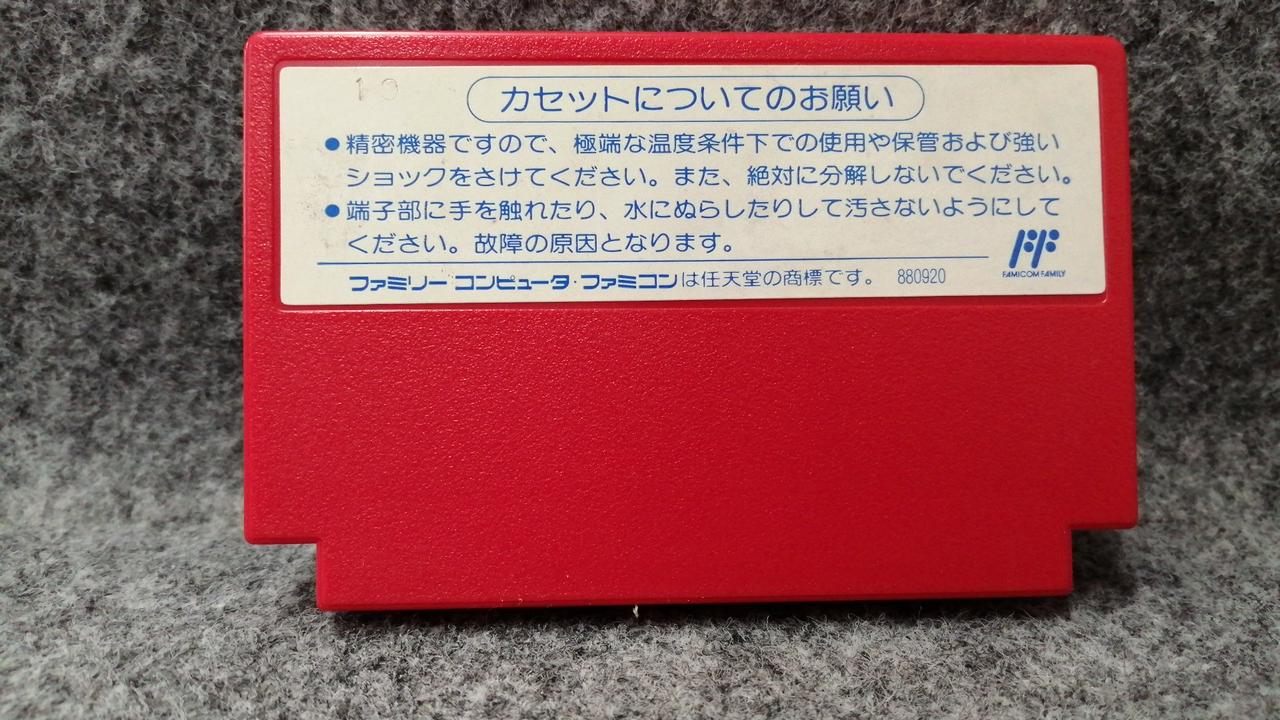 10
カセットについてのお願い
●精密機器ですので、極端な温度条件下での使用や保管および強い
ショックをさけてください。また、絶対に分解しないでください。
●端子部に手を触れたり、水にぬらしたりして汚さないようにして
ください。故障の原因となります。
ファミリーコンピュータ・ファミコンは任天堂の商標です。 880920
FF
FAMICOM FAMILY